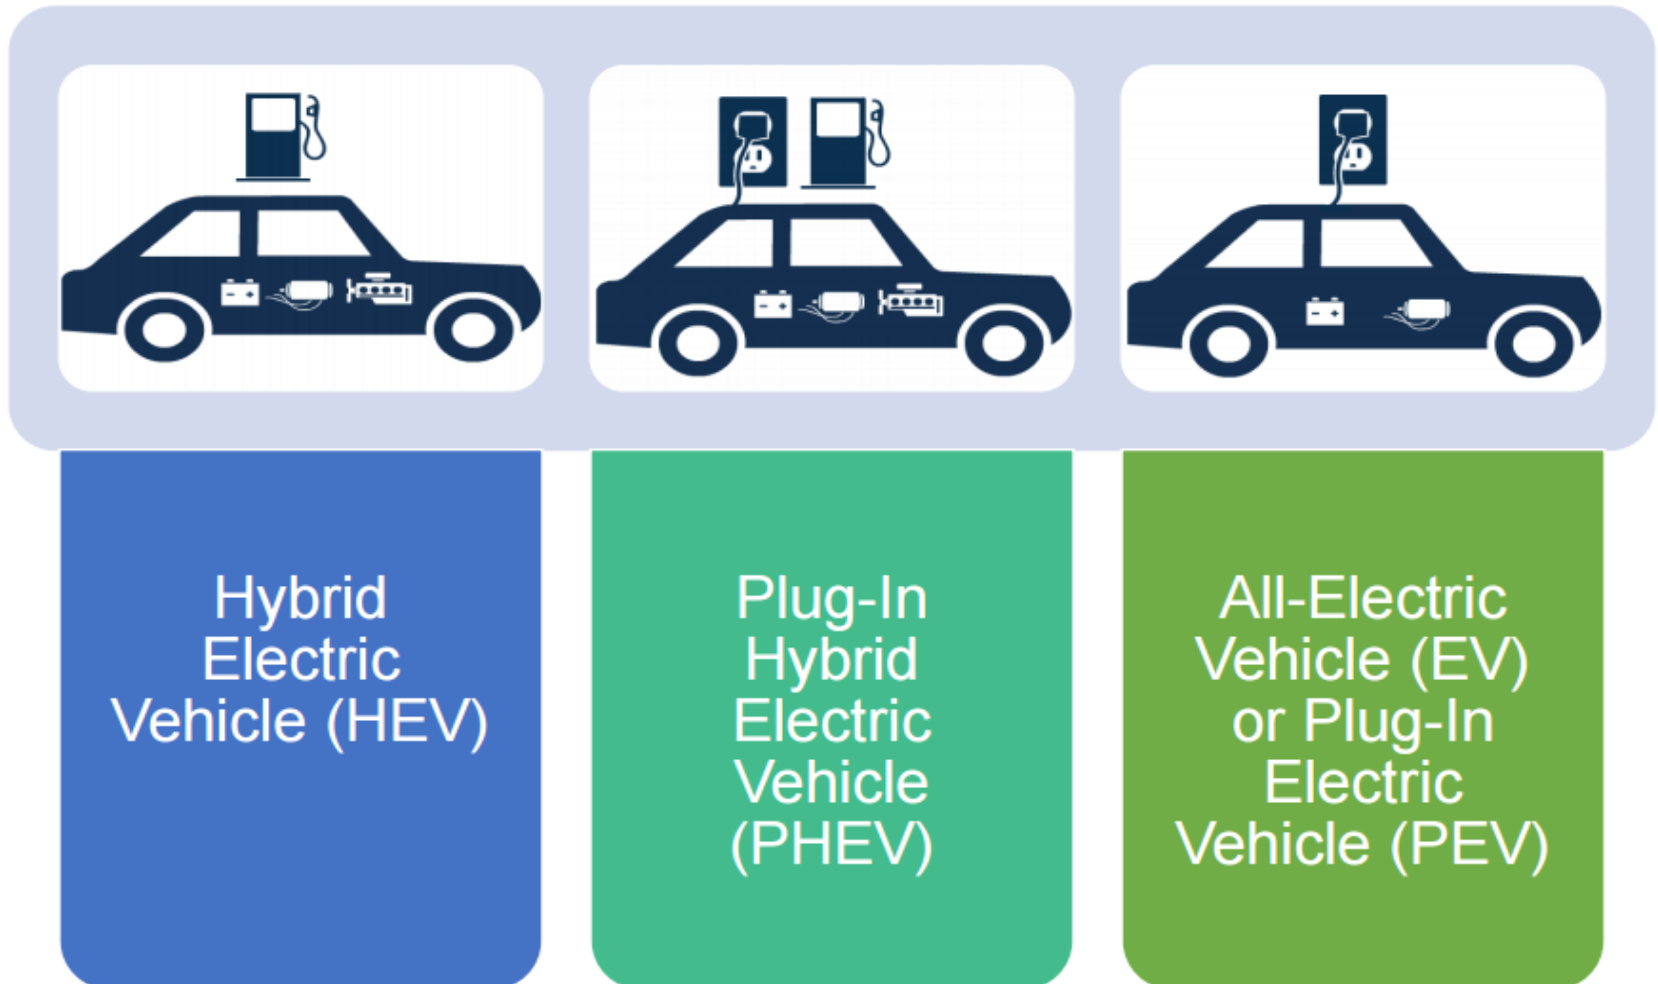 Hybrid
Electric
Vehicle (HEV)
Plug-In
Hybrid
Electric
Vehicle
(PHEV)
All-Electric
Vehicle (EV)
or Plug-In
Electric
Vehicle (PEV)